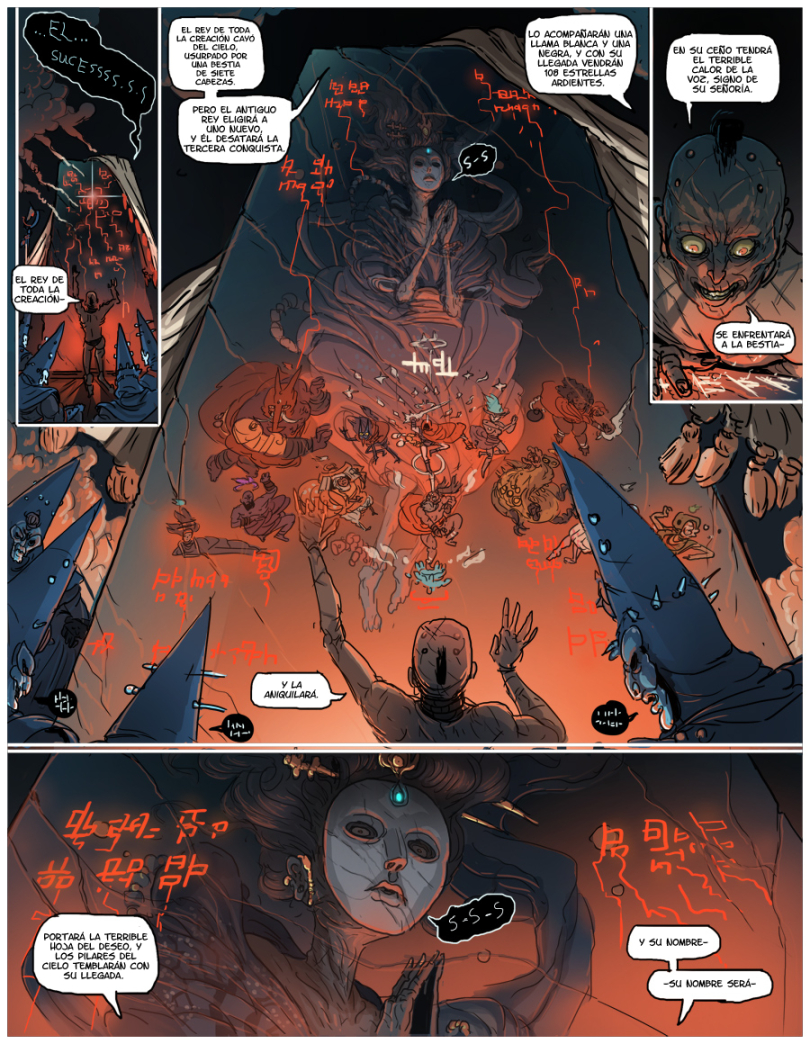 ...EL...
SUCESSSS.S.S
EL REY DE
TODA LA
CREACIÓN-
EL REY DE TODA
LA CREACIÓN CAYÓ
DEL CIELO,
USURPADO POR
UNA BESTIA
DE SIETE
CABEZAS.
PERO EL ANTIGUO
REY ELIGIRÁ A
UNO NUEVO,
Y ÉL DESATARÁ LA
TERCERA CONQUISTA.
S-S
LO ACOMPAÑARÁN UNA
LLAMA BLANCA Y UNA
NEGRA, Y CON SU
LLEGADA VENDRÁN
108 ESTRELLAS
ARDIENTES.
Y LA
ANIQUILARÁ.
EN SU CEÑO TENDRÁ
EL TERRIBLE
CALOR DE LA
VOZ, SIGNO DE
SU SEÑORÍA.
SE ENFRENTARÁ
A LA BESTIA-
PORTARÁ LA TERRIBLE
HOJA DEL DESEO, Y
LOS PILARES DEL
CIELO TEMBLARÁN CON
SU LLEGADA.
S-S-S
Y SU NOMBRE-
-SU NOMBRE SERÁ-